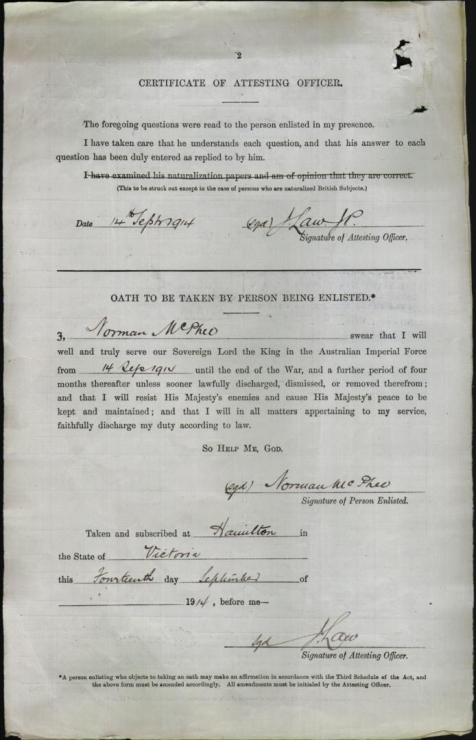 2
CERTIFICATE OF ATTESTING OFFICER.
The foregoing questions were read to the person enlisted in my presence.
I have taken care that he understands each question, and that his answer to each
question has been duly entered as replied to by him.
I have examined his naturalization papers and am of opinion that they are correct.
(This to be struck out except in the case of persons who are naturalized British Subjects.)
Date 14th Septr 1914 (sgd) J Law J.P.
Signature of Attesting Officer.
OATH TO BE TAKEN BY PERSON BEING ENLISTED.*
I, Norman McPhee swear that I will
well and truly serve our Sovereign Lord the King in the Australian Imperial Force
from 14 Sep 1914 until the end of the War, and a further period of four
months thereafter unless sooner lawfully discharged, dismissed, or removed therefrom;
and that I will resist His Majesty's enemies and cause His Majesty's peace to be
kept and maintained; and that I will in all matters appertaining to my service,
faithfully discharge my duty according to law.
SO HELP ME, GOD.
(sgd) Norman McPhee
Signature of Person Enlisted.
Taken and subscribed at Hamilton in
the State of Victoria
this Fourteenth day September of
1914, before me—
sgd J Law
Signature of Attesting Officer.
*A person enlisting who objects to taking an oath may make an affirmation in accordance with the Third Schedule of the Act, and
the above form must be amended accordingly. All amendments must be initialed by the Attesting Officer.